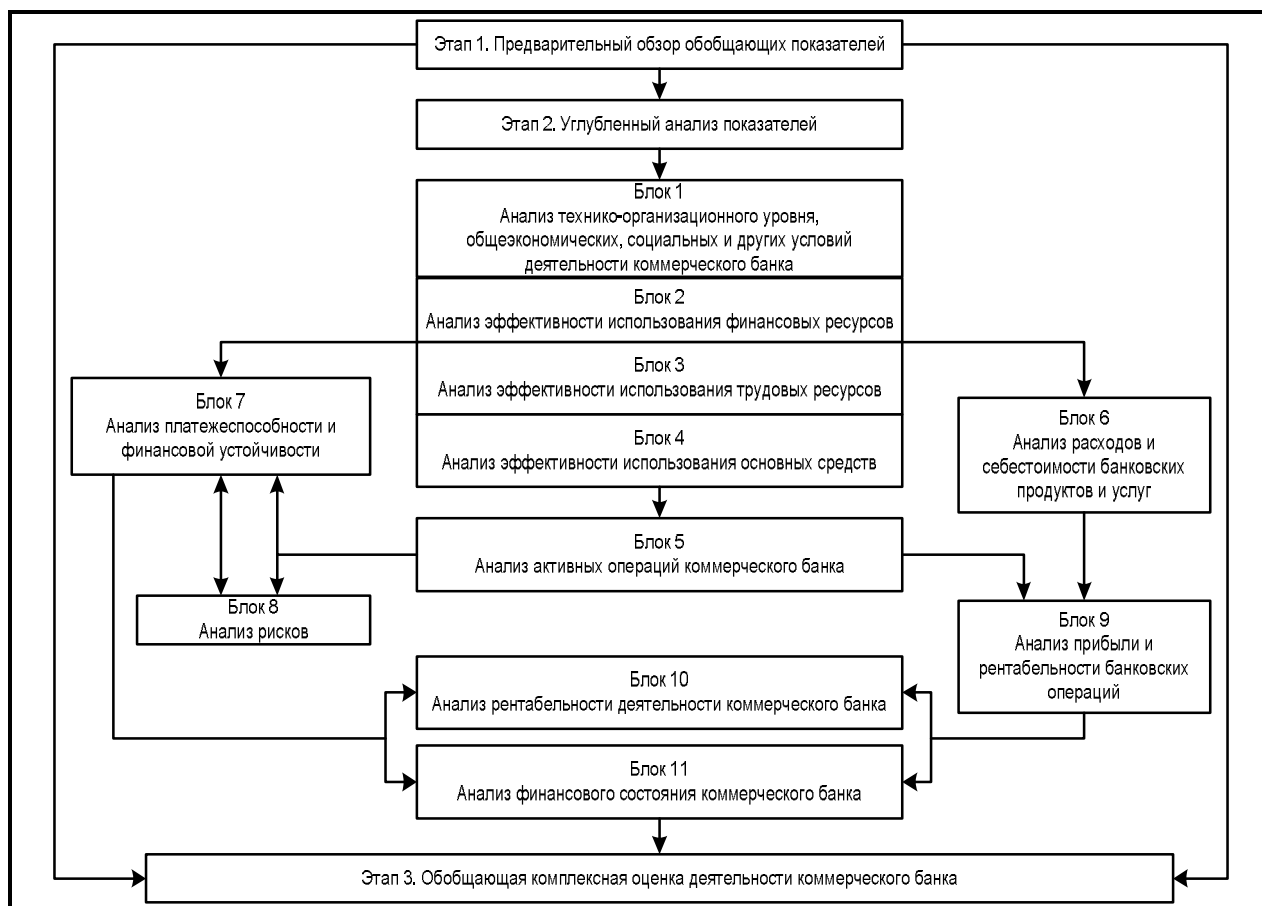 Этап 1. Предварительный обзор обобщающих показателей
Этап 2. Углубленный анализ показателей
Блок 1
Анализ технико-организационного уровня,
общеэкономических, социальных и других условий
деятельности коммерческого банка
Блок 2
Анализ эффективности использования финансовых ресурсов
Блок 3
Анализ эффективности использования трудовых ресурсов
Блок 4
Анализ эффективности использования основных средств
Блок 7
Анализ платежеспособности и
финансовой устойчивости
Блок 6
Анализ расходов и
себестоимости банковских
продуктов и услуг
Блок 5
Анализ активных операций коммерческого банка
Блок 8
Анализ рисков
Блок 9
Анализ прибыли и
рентабельности банковских
операций
Блок 10
Анализ рентабельности деятельности коммерческого банка
Блок 11
Анализ финансового состояния коммерческого банка
Этап 3. Обобщающая комплексная оценка деятельности коммерческого банка